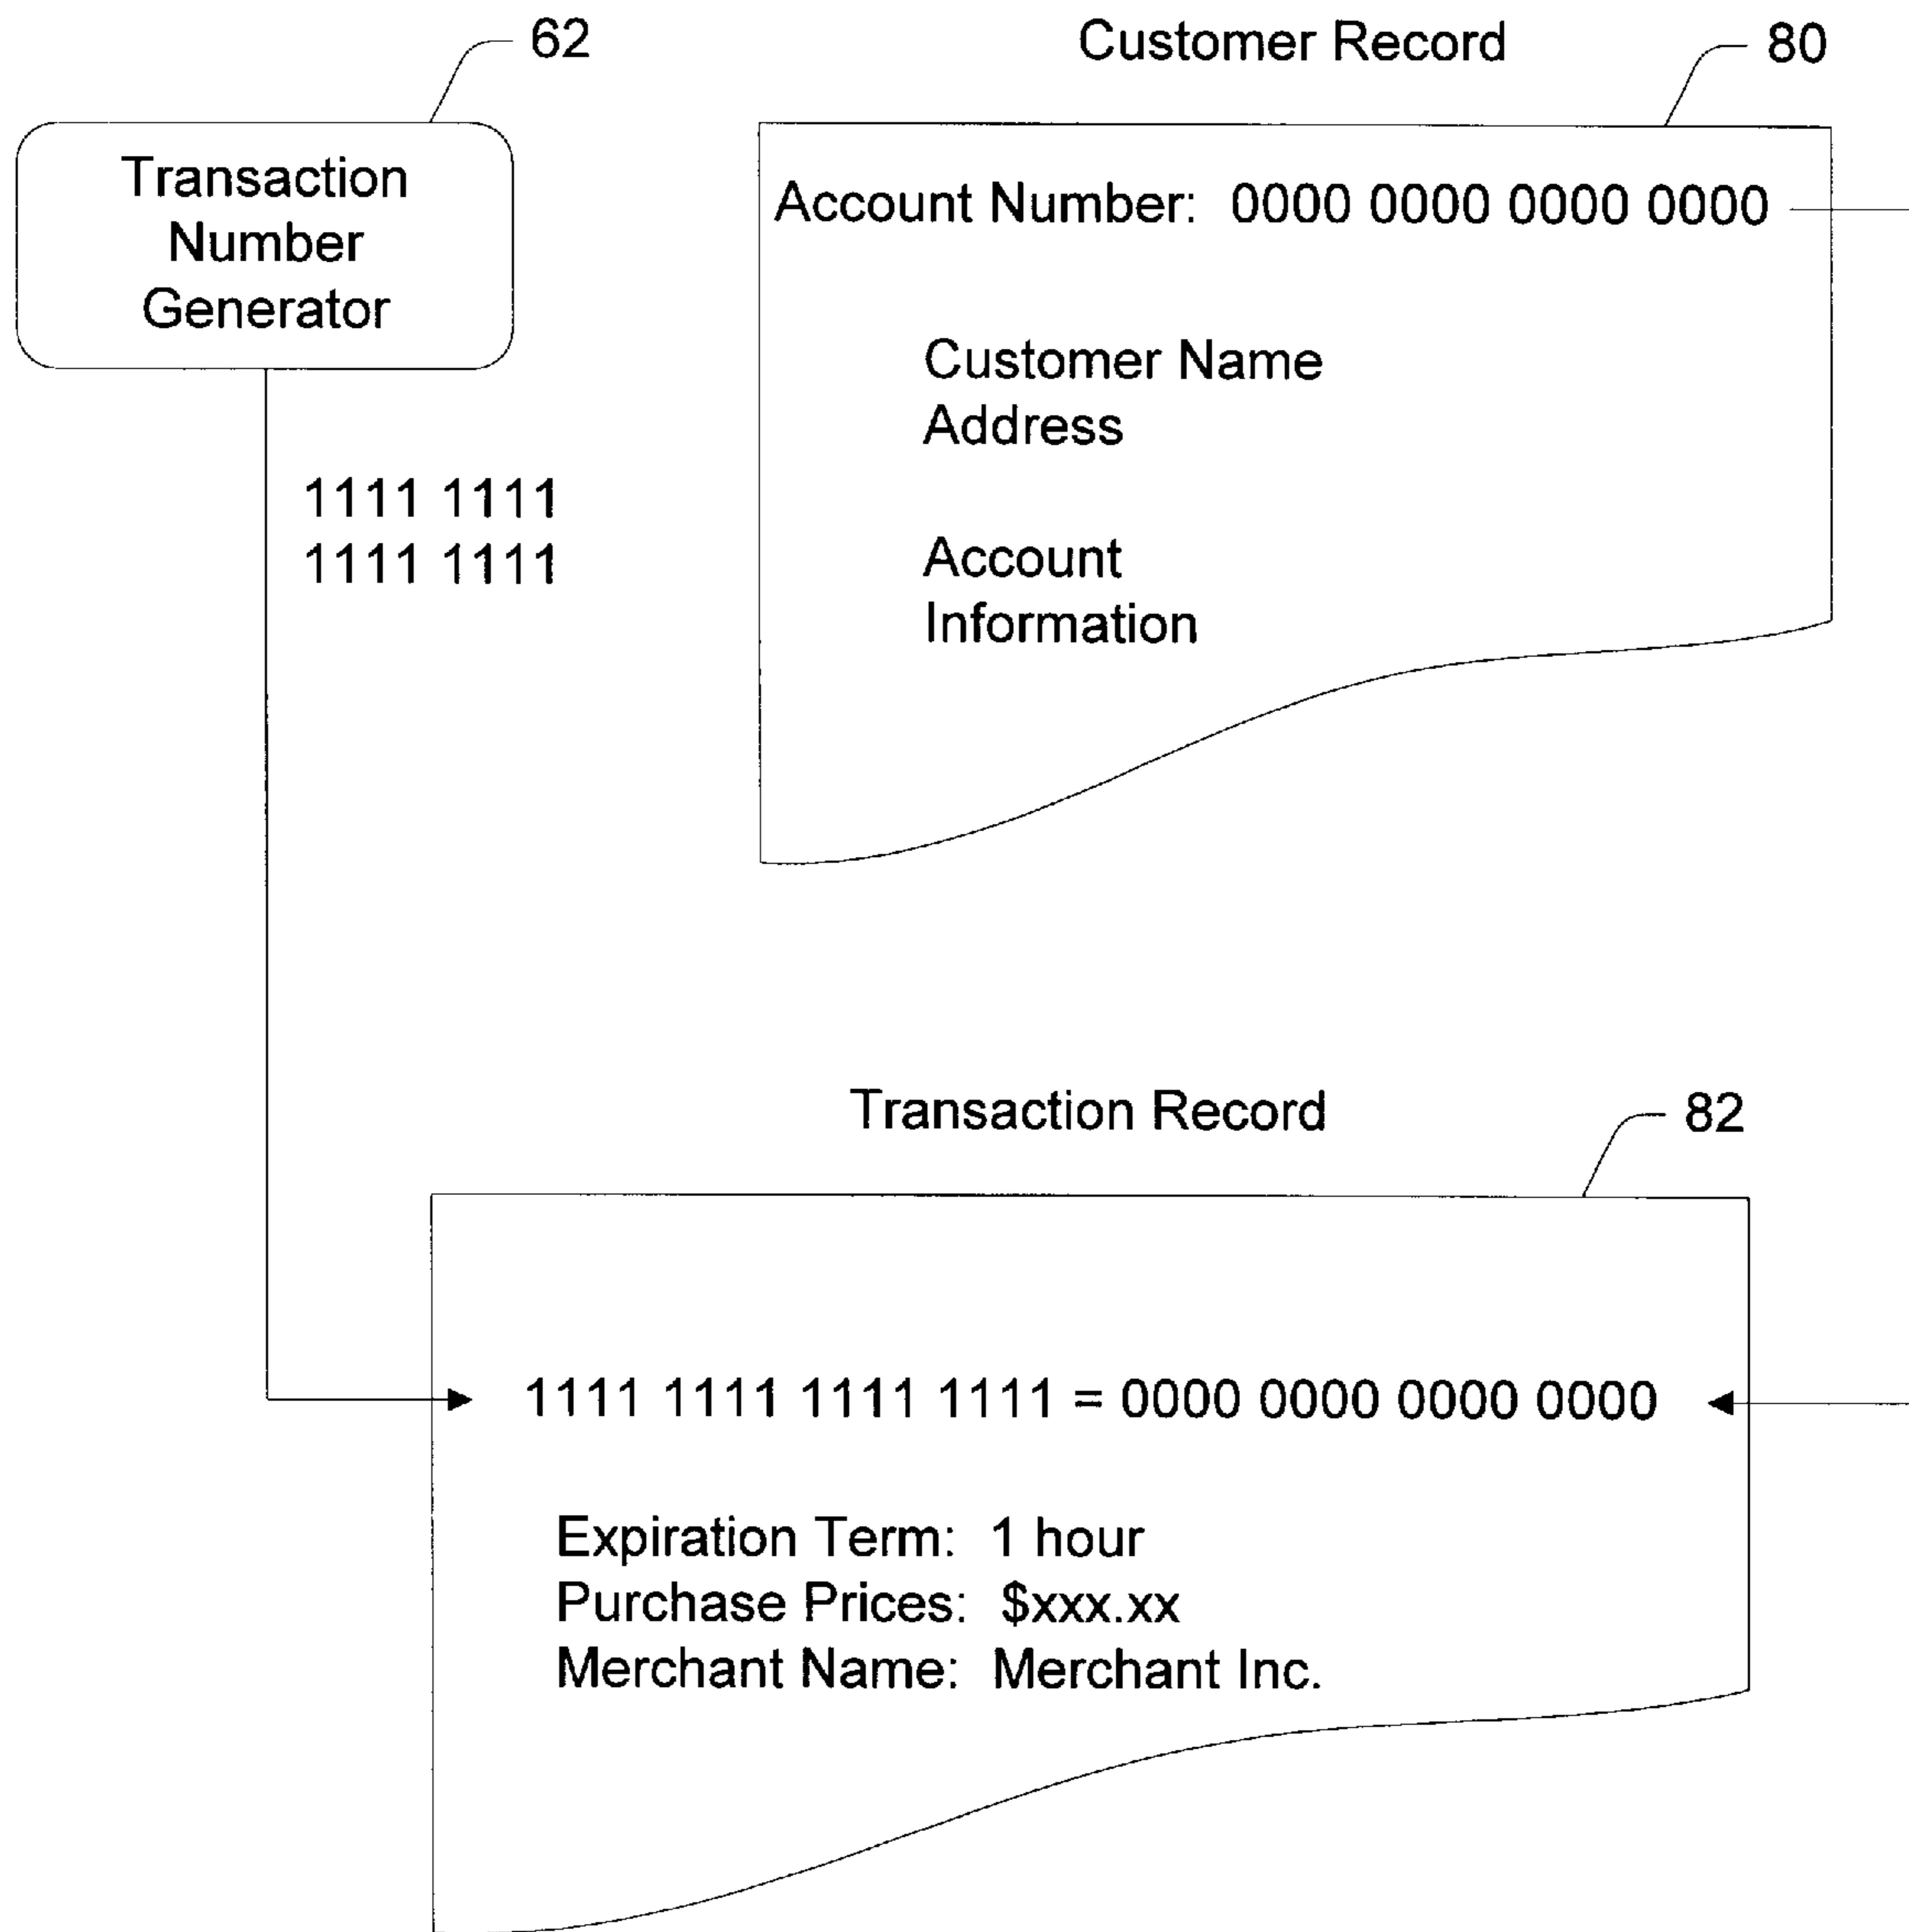 62
Transaction
Number
Generator
1111 1111
1111 1111
Customer Record
80
Account Number: 0000 0000 0000 0000
Customer Name
Address
Account
Information
Transaction Record
82
1111 1111 1111 1111 = 0000 0000 0000 0000
Expiration Term: 1 hour
Purchase Prices: $xxx.xx
Merchant Name: Merchant Inc.